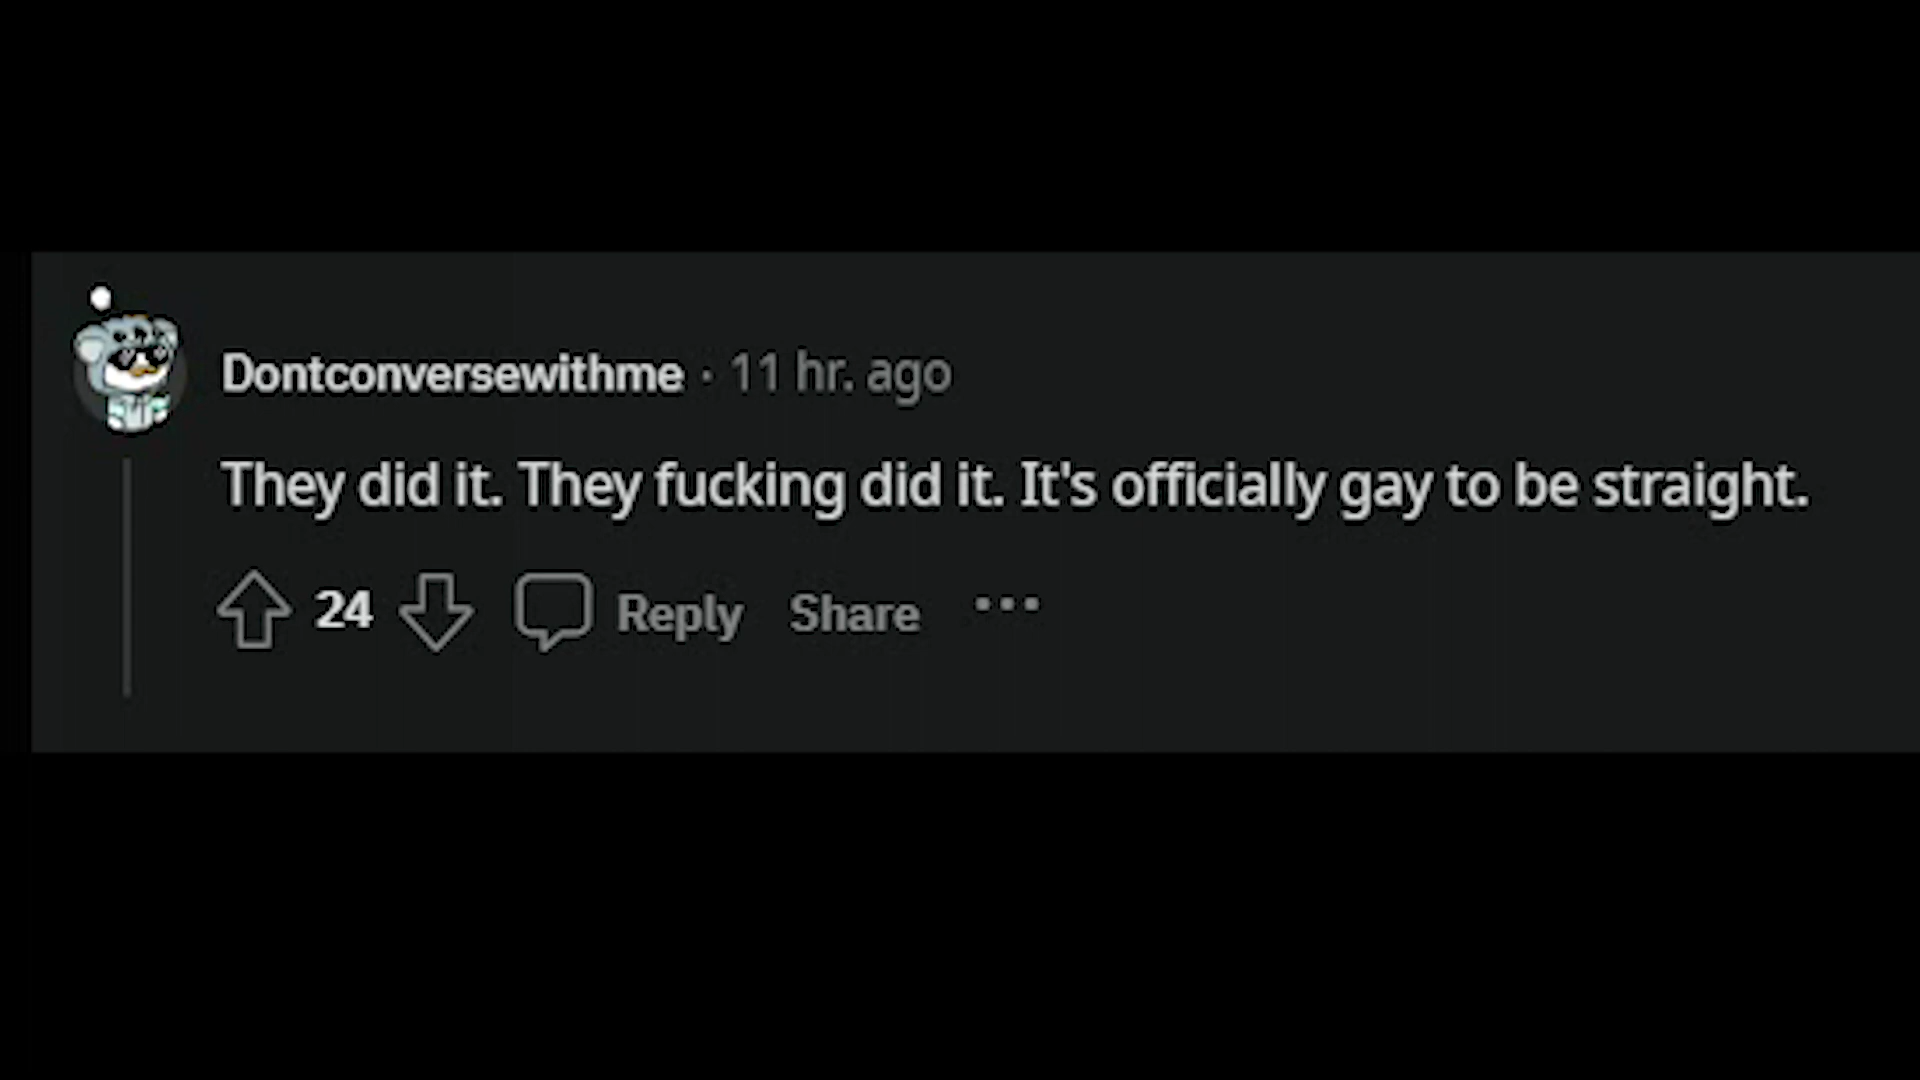 Dontconversewithme · 11 hr. ago
They did it. They fucking did it. It's officially gay to be straight.
24 Reply Share ...